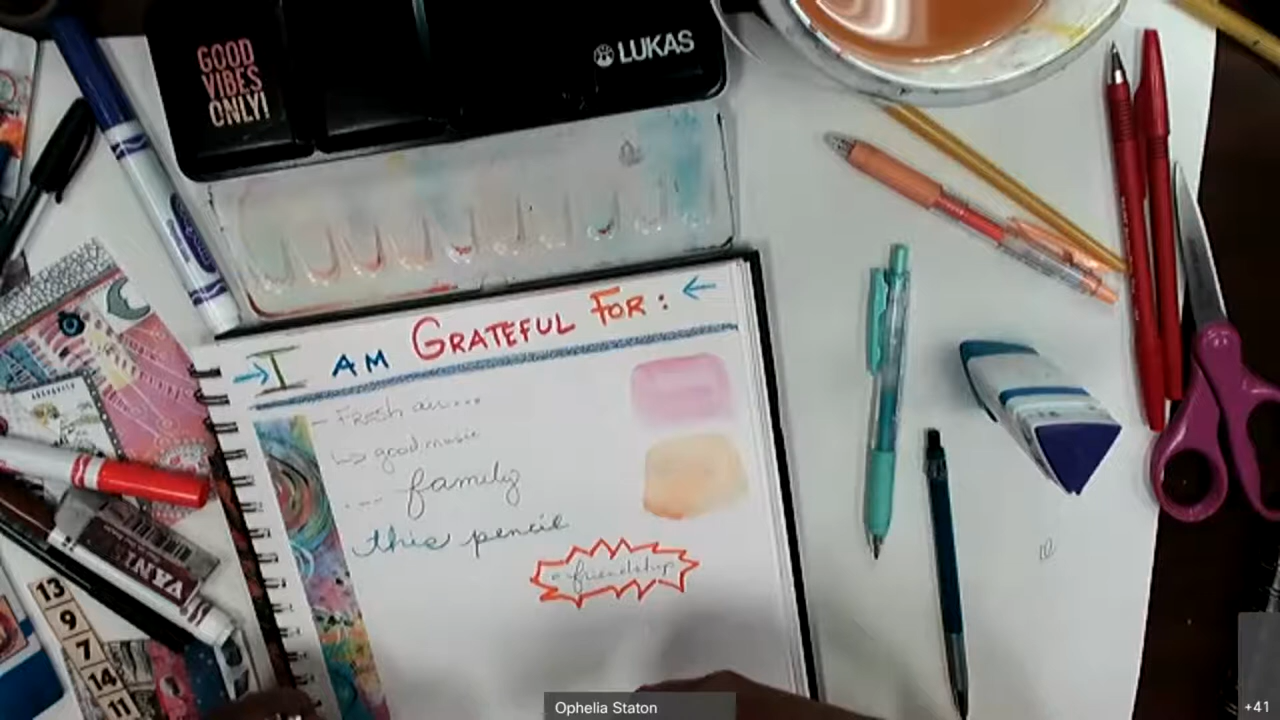 GOOD
VIBES
ONLY!
LUKAS
→ I AM GRATEFUL FOR: ←
- Fresh air...
good music
... family
this pencil
friendship
VAN
13
9
7
14
11
Ophelia Staton
+41